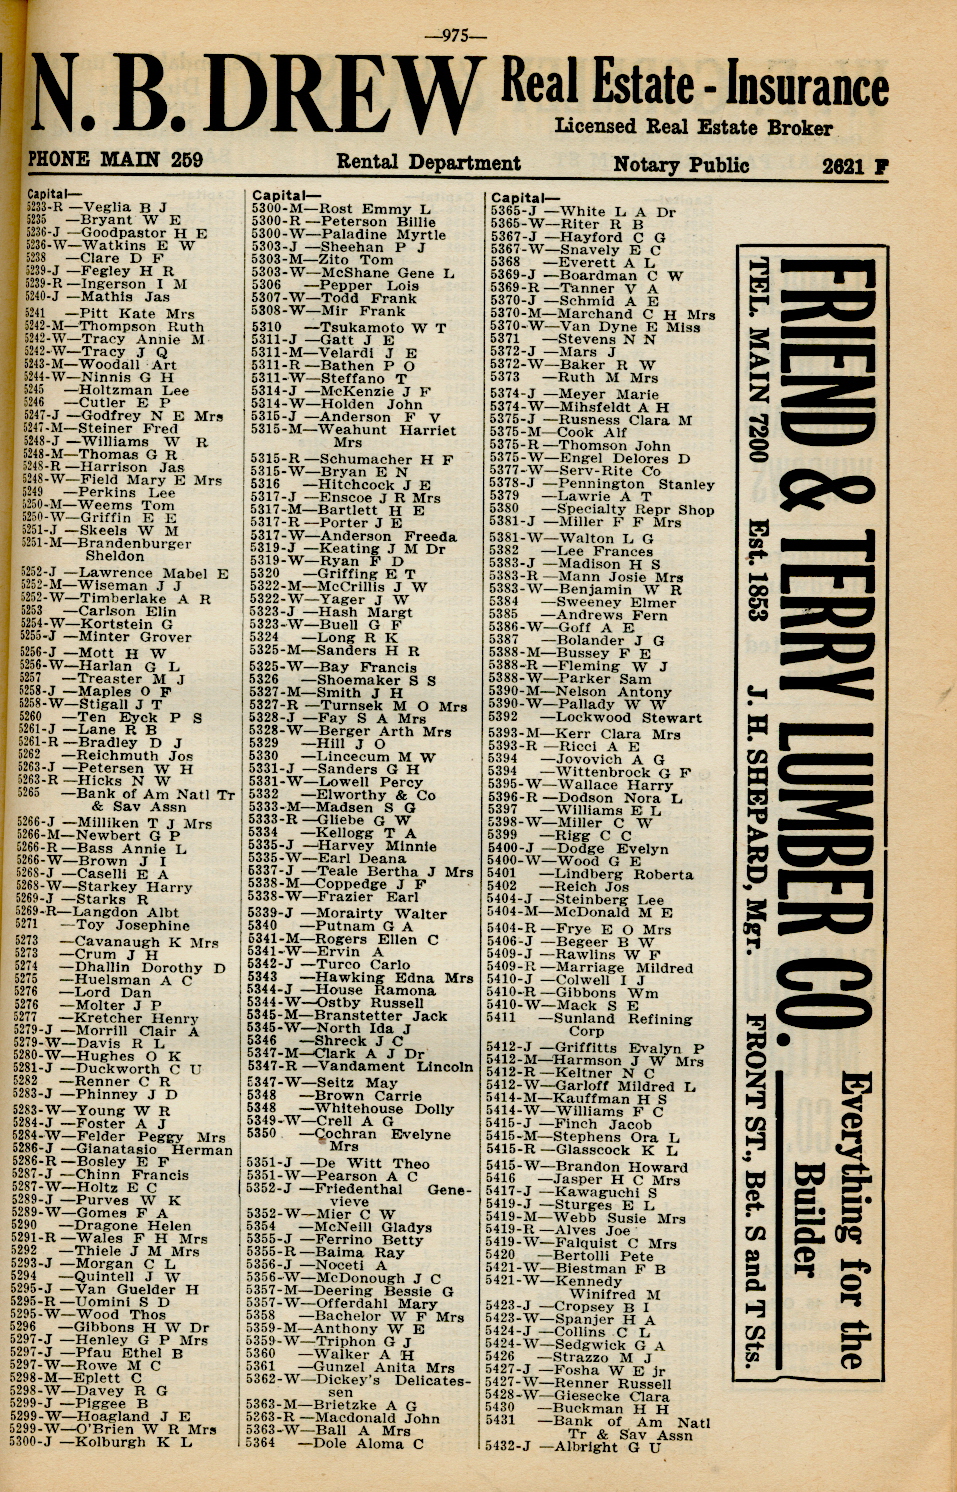 —975—
N. B. DREW Real Estate - Insurance
Licensed Real Estate Broker
PHONE MAIN 259 Rental Department Notary Public 2621 F
Capital—
5233-R —Veglia B J
5235 —Bryant W E
5236-J —Goodpastor H E
5236-W—Watkins E W
5238 —Clare D F
5239-J —Fegley H R
5239-R —Ingerson I M
5240-J —Mathis Jas
5241 —Pitt Kate Mrs
5242-M—Thompson Ruth
5242-W—Tracy Annie M
5242-W—Tracy J Q
5243-M—Woodall Art
5244-W—Ninnis G H
5245 —Holtzman Lee
5246 —Cutler E P
5247-J —Godfrey N E Mrs
5247-M—Steiner Fred
5248-J —Williams W R
5248-M—Thomas G R
5248-R —Harrison Jas
5248-W—Field Mary E Mrs
5249 —Perkins Lee
5250-M—Weems Tom
5250-W—Griffin E E
5251-J —Skeels W M
5251-M—Brandenburger
Sheldon
5252-J —Lawrence Mabel E
5252-M—Wiseman J J
5252-W—Timberlake A R
5253 —Carlson Elin
5254-W—Kortstein G
5255-J —Minter Grover
5256-J —Mott H W
5256-W—Harlan G L
5257 —Treaster M J
5258-J —Maples O F
5258-W—Stigall J T
5260 —Ten Eyck P S
5261-J —Lane R B
5261-R —Bradley D J
5262 —Reichmuth Jos
5263-J —Petersen W H
5263-R —Hicks N W
5265 —Bank of Am Natl Tr
& Sav Assn
5266-J —Milliken T J Mrs
5266-M—Newbert G P
5266-R —Bass Annie L
5266-W—Brown J I
5268-J —Caselli E A
5268-W—Starkey Harry
5269-J —Starks R
5269-R—Langdon Albt
5271 —Toy Josephine
5273 —Cavanaugh K Mrs
5273 —Crum J H
5274 —Dhallin Dorothy D
5275 —Huelsman A C
5276 —Lord Dan
5276 —Molter J P
5277 —Kretcher Henry
5279-J —Morrill Clair A
5279-W—Davis R L
5280-W—Hughes O K
5281-J —Duckworth C U
5282 —Renner C R
5283-J —Phinney J D
5283-W—Young W R
5284-J —Foster A J
5284-W—Felder Peggy Mrs
5286-J —Gianatasio Herman
5286-R —Bosley E F
5287-J —Chinn Francis
5287-W—Holtz E C
5289-J —Purves W K
5289-W—Gomes F A
5290 —Dragone Helen
5291-R —Wales F H Mrs
5292 —Thiele J M Mrs
5293-J —Morgan C L
5294 —Quintell J W
5295-J —Van Guelder H
5295-R —Uomini S D
5295-W—Wood Thos
5296 —Gibbons H W Dr
5297-J —Henley G P Mrs
5297-J —Pfau Ethel B
5297-W—Rowe M C
5298-M—Eplett C
5298-W—Davey R G
5299-J —Piggee B
5299-W—Hoagland J E
5299-W—O'Brien W R Mrs
5300-J —Kolburgh K L
Capital—
5300-M—Rost Emmy L
5300-R —Peterson Billie
5300-W—Paladine Myrtle
5303-J —Sheehan P J
5303-M—Zito Tom
5303-W—McShane Gene L
5306 —Pepper Lois
5307-W—Todd Frank
5308-W—Mir Frank
5310 —Tsukamoto W T
5311-J —Gatt J E
5311-M—Velardi J E
5311-R —Bathen P O
5311-W—Steffano T
5314-J —McKenzie J F
5314-W—Holden John
5315-J —Anderson F V
5315-M—Weahunt Harriet
Mrs
5315-R —Schumacher H F
5315-W—Bryan E N
5316 —Hitchcock J E
5317-J —Enscoe J R Mrs
5317-M—Bartlett H E
5317-R —Porter J E
5317-W—Anderson Freeda
5319-J —Keating J M Dr
5319-W—Ryan F D
5320 —Griffing E T
5322-M—McCrillis J W
5322-W—Yager J W
5323-J —Hash Margt
5323-W—Buell G F
5324 —Long R K
5325-M—Sanders H R
5325-W—Bay Francis
5326 —Shoemaker S S
5327-M—Smith J H
5327-R —Turnsek M O Mrs
5328-J —Fay S A Mrs
5328-W—Berger Arth Mrs
5329 —Hill J O
5330 —Lincecum M W
5331-J —Sanders G H
5331-W—Lowell Percy
5332 —Elworthy & Co
5333-M—Madsen S G
5333-R —Gliebe G W
5334 —Kellogg T A
5335-J —Harvey Minnie
5335-W—Earl Deana
5337-J —Teale Bertha J Mrs
5338-M—Coppedge J F
5338-W—Frazier Earl
5339-J —Morairty Walter
5340 —Putnam G A
5341-M—Rogers Ellen C
5341-W—Ervin A
5342-J —Turco Carlo
5343 —Hawking Edna Mrs
5344-J —House Ramona
5344-W—Ostby Russell
5345-M—Branstetter Jack
5345-W—North Ida J
5346 —Shreck J C
5347-M—Clark A J Dr
5347-R —Vandament Lincoln
5347-W—Seitz May
5348 —Brown Carrie
5348 —Whitehouse Dolly
5349-W—Crell A G
5350 —Cochran Evelyne
Mrs
5351-J —De Witt Theo
5351-W—Pearson A C
5352-J —Friedenthal Gene-
vieve
5352-W—Mier C W
5354 —McNeill Gladys
5355-J —Ferrino Betty
5355-R —Balma Ray
5356-J —Noceti A
5356-W—McDonough J C
5357-M—Deering Bessie G
5357-W—Offerdahl Mary
5358 —Bachelor W F Mrs
5359-M—Anthony W E
5359-W—Triphon G J
5360 —Walker A H
5361 —Gunzel Anita Mrs
5362-W—Dickey's Delicates-
sen
5363-M—Brietzke A G
5263-R —Macdonald John
5363-W—Ball A Mrs
5364 —Dole Aloma C
Capital—
5365-J —White L A Dr
5365-W—Riter R B
5367-J —Hayford C G
5367-W—Snavely E C
5368 —Everett A L
5369-J —Boardman C W
5369-R —Tanner V A
5370-J —Schmid A E
5370-M—Marchand C H Mrs
5370-W—Van Dyne E Miss
5371 —Stevens N N
5372-J —Mars J
5372-W—Baker R W
5373 —Ruth M Mrs
5374-J —Meyer Marie
5374-W—Mihsfeldt A H
5375-J —Rusness Clara M
5375-M—Cook Alf
5375-R —Thomson John
5375-W—Engel Delores D
5377-W—Serv-Rite Co
5378-J —Pennington Stanley
5379 —Lawrie A T
5380 —Specialty Repr Shop
5381-J —Miller F F Mrs
5381-W—Walton L G
5382 —Lee Frances
5383-J —Madison H S
5383-R —Mann Josie Mrs
5383-W—Benjamin W R
5384 —Sweeney Elmer
5385 —Andrews Fern
5386-W—Goff A E
5387 —Bolander J G
5388-M—Bussey F E
5388-R —Fleming W J
5388-W—Parker Sam
5390-M—Nelson Antony
5390-W—Pallady W W
5392 —Lockwood Stewart
5393-M—Kerr Clara Mrs
5393-R —Ricci A E
5394 —Jovovich A G
5394 —Wittenbrock G F
5395-W—Wallace Harry
5396-R —Dodson Nora L
5397 —Williams E L
5398-W—Miller C W
5399 —Rigg C C
5400-J —Dodge Evelyn
5400-W—Wood G E
5401 —Lindberg Roberta
5402 —Reich Jos
5404-J —Steinberg Lee
5404-M—McDonald M E
5404-R —Frye E O Mrs
5406-J —Begeer B W
5409-J —Rawlins W F
5409-R —Marriage Mildred
5410-J —Colwell I J
5410-R —Gibbons Wm
5410-W—Mack S E
5411 —Sunland Refining
Corp
5412-J —Griffitts Evalyn P
5412-M—Harmson J W Mrs
5412-R —Keltner N C
5412-W—Garloff Mildred L
5414-M—Kauffman H S
5414-W—Williams F C
5415-J —Finch Jacob
5415-M—Stephens Ora L
5415-R —Glasscock K L
5415-W—Brandon Howard
5416 —Jasper H C Mrs
5417-J —Kawaguchi S
5419-J —Sturges E L
5419-M—Webb Susie Mrs
5419-R —Alves Joe
5419-W—Falquist C Mrs
5420 —Bertolli Pete
5421-W—Biestman F B
5421-W—Kennedy
Winifred M
5423-J —Cropsey B I
5423-W—Spanjer H A
5424-J —Collins C L
5424-W—Sedgwick G A
5426 —Strazzo M J
5427-J —Fosha W E jr
5427-W—Renner Russell
5428-W—Giesecke Clara
5430 —Buckman H H
5431 —Bank of Am Natl
Tr & Sav Assn
5432-J —Albright G U
FRIEND & TERRY LUMBER CO.
Everything for the
Builder
TEL. MAIN 7200 Est. 1853 J. H. SHEPARD, Mgr. FRONT ST., Bet. S and T Sts.